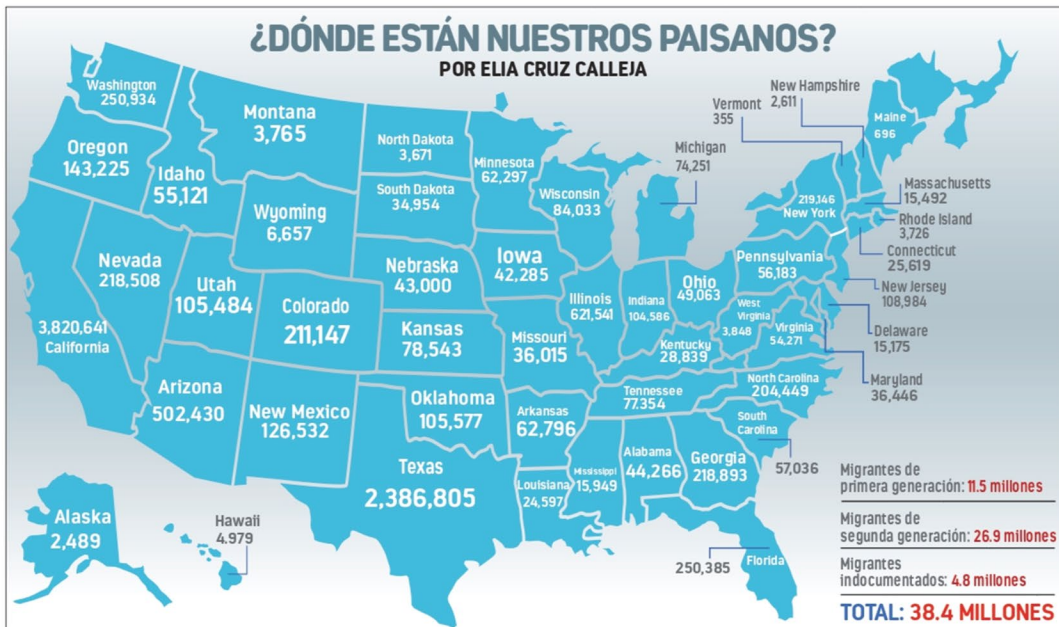 ¿DÓNDE ESTÁN NUESTROS PAISANOS?
POR ELIA CRUZ CALLEJA
Washington
250,934
Oregon
143,225
Idaho
55,121
Montana
3,765
Wyoming
6,657
North Dakota
3,671
South Dakota
34,954
Minnesota
62,297
Wisconsin
84,033
Michigan
74,251
Vermont
355
New Hampshire
2,611
Maine
696
219,146
New York
Massachusetts
15,492
Rhode Island
3,726
Connecticut
25,619
New Jersey
108,984
Delaware
15,175
Maryland
36,446
Nevada
218,508
Utah
105,484
Colorado
211,147
3,820,641
California
Nebraska
43,000
Kansas
78,543
Iowa
42,285
Missouri
36,015
Illinois
621,541
Indiana
104,586
Ohio
49,063
Pennsylvania
56,183
West
Virginia
3,848
Virginia
54,271
Kentucky
28,839
Arizona
502,430
New Mexico
126,532
Oklahoma
105,577
Arkansas
62,796
Tennessee
77.354
North Carolina
204,449
South
Carolina
57,036
Texas
2,386,805
Louisiana
24,597
Mississippi
15,949
Alabama
44,266
Georgia
218,893
250,385
Florida
Alaska
2,489
Hawaii
4.979
Migrantes de
primera generación: 11.5 millones
Migrantes de
segunda generación: 26.9 millones
Migrantes
indocumentados: 4.8 millones
TOTAL: 38.4 MILLONES